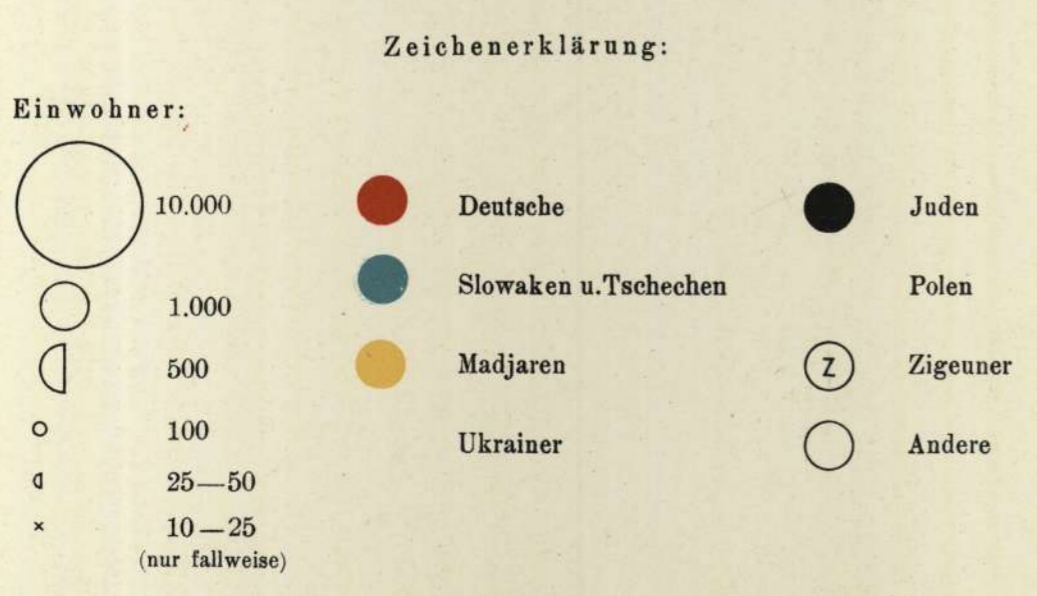 Zeichenerklärung:
Einwohner:
10.000
1.000
500
100
25—50
10—25
(nur fallweise)
Deutsche
Slowaken u. Tschechen
Madjaren
Ukrainer
Juden
Polen
Z Zigeuner
Andere